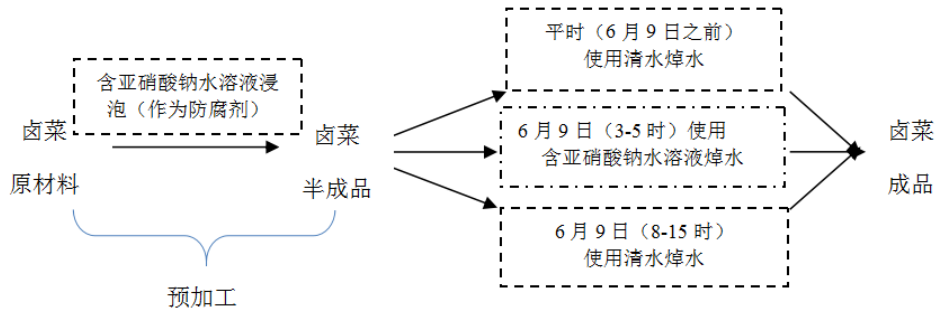 含亚硝酸钠水溶液浸
泡（作为防腐剂）
卤菜
原材料
卤菜
半成品
预加工
平时（6 月 9 日之前）
使用清水焯水
6 月 9 日（3-5 时）使用
含亚硝酸钠水溶液焯水
6 月 9 日（8-15 时）
使用清水焯水
卤菜
成品